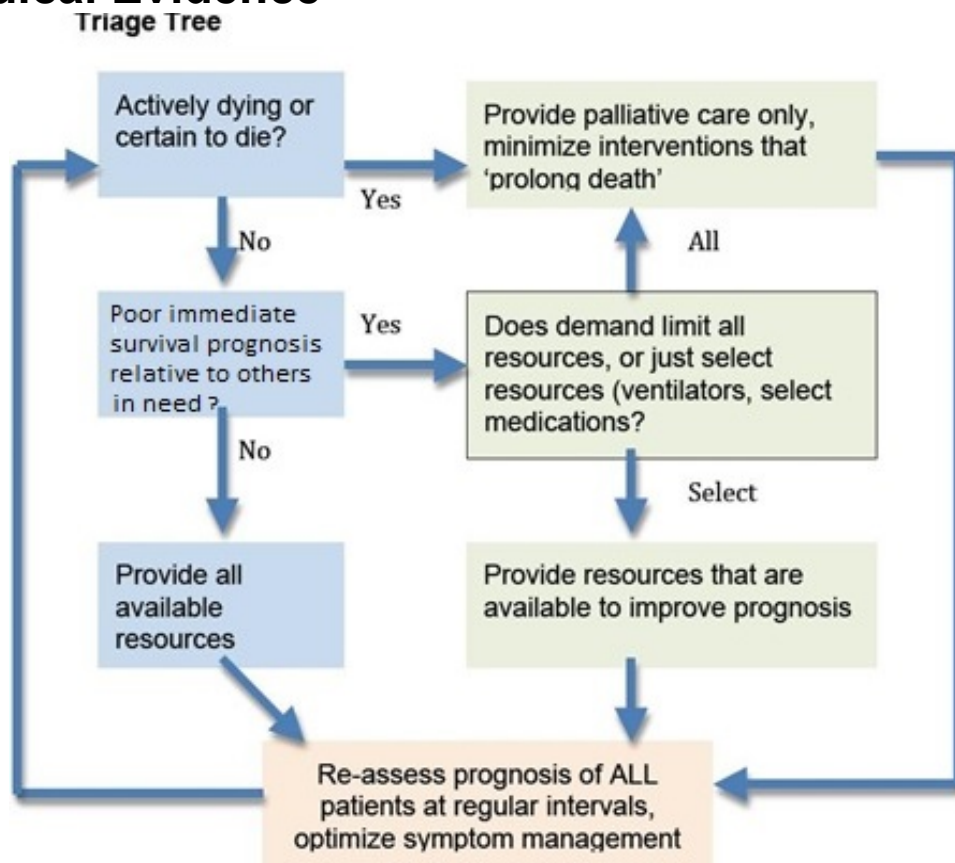 Triage Tree
Actively dying or
certain to die?
Yes
No
Provide palliative care only,
minimize interventions that
'prolong death'
All
Poor immediate
survival prognosis
relative to others
in need ?
Yes
No
Does demand limit all
resources, or just select
resources (ventilators, select
medications?
Select
Provide all
available
resources
Provide resources that are
available to improve prognosis
Re-assess prognosis of ALL
patients at regular intervals,
optimize symptom management